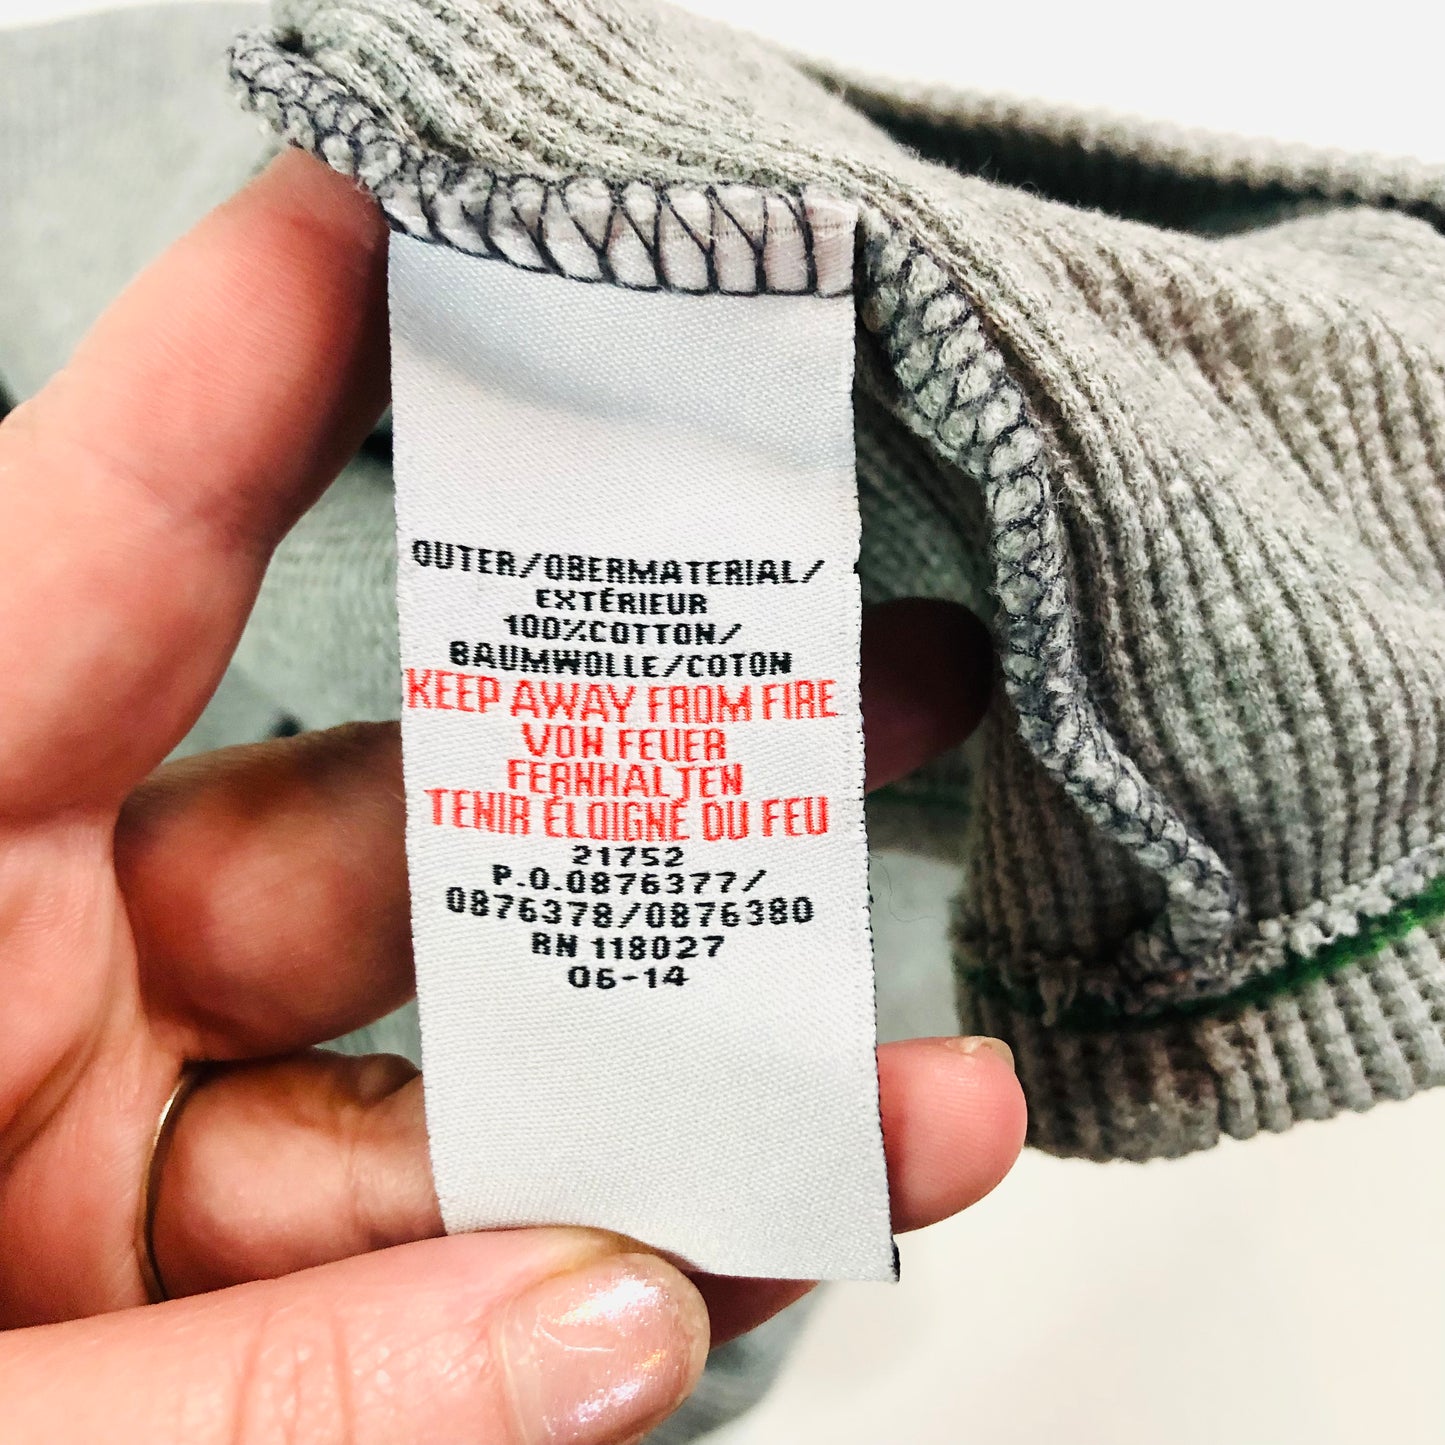 OUTER/OBERMATERIAL/
EXTÉRIEUR
100%COTTON/
BAUMWOLLE/COTON
KEEP AWAY FROM FIRE
VON FEUER
FERNHALTEN
TENIR ÉLOIGNÉ DU FEU
21752
P.O.0876377/
0876378/0876380
RN 118027
06-14